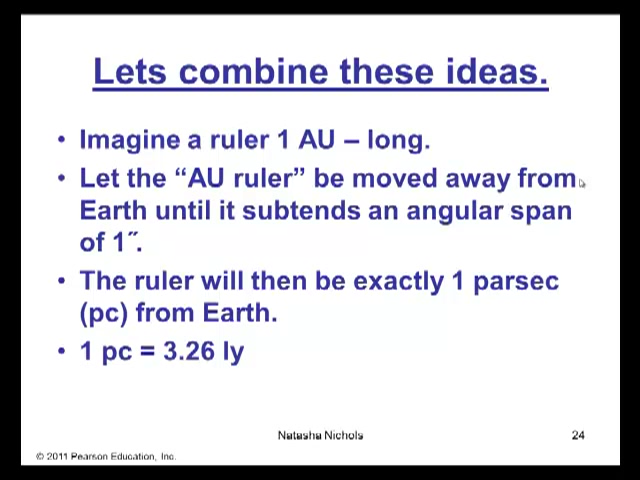 Lets combine these ideas.
• Imagine a ruler 1 AU – long.
• Let the “AU ruler” be moved away from
Earth until it subtends an angular span
of 1˝.
• The ruler will then be exactly 1 parsec
(pc) from Earth.
• 1 pc = 3.26 ly
Natasha Nichols
24
© 2011 Pearson Education, Inc.